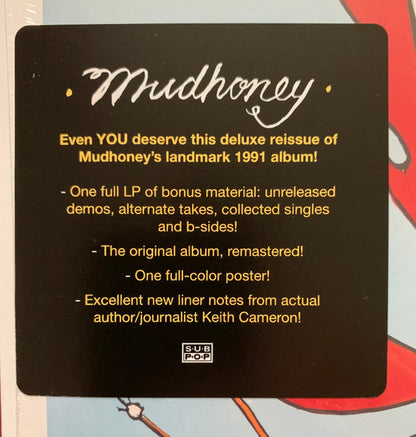 Mudhoney
Even YOU deserve this deluxe reissue of
Mudhoney's landmark 1991 album!
- One full LP of bonus material: unreleased
demos, alternate takes, collected singles
and b-sides!
- The original album, remastered!
- One full-color poster!
- Excellent new liner notes from actual
author/journalist Keith Cameron!
S·U·B
P·O·P